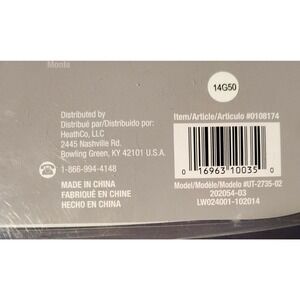 14G50
Distributed by
Distribué par/Distribuido por:
HeathCo, LLC
2445 Nashville Rd.
Bowling Green, KY 42101 U.S.A.
1-866-994-4148
MADE IN CHINA
FABRIQUÉ EN CHINE
HECHO EN CHINA
Item/Article/Artículo #0108174
0 16963 10035 0
Model/Modèle/Modelo #UT-2735-02
202054-03
LW024001-102014